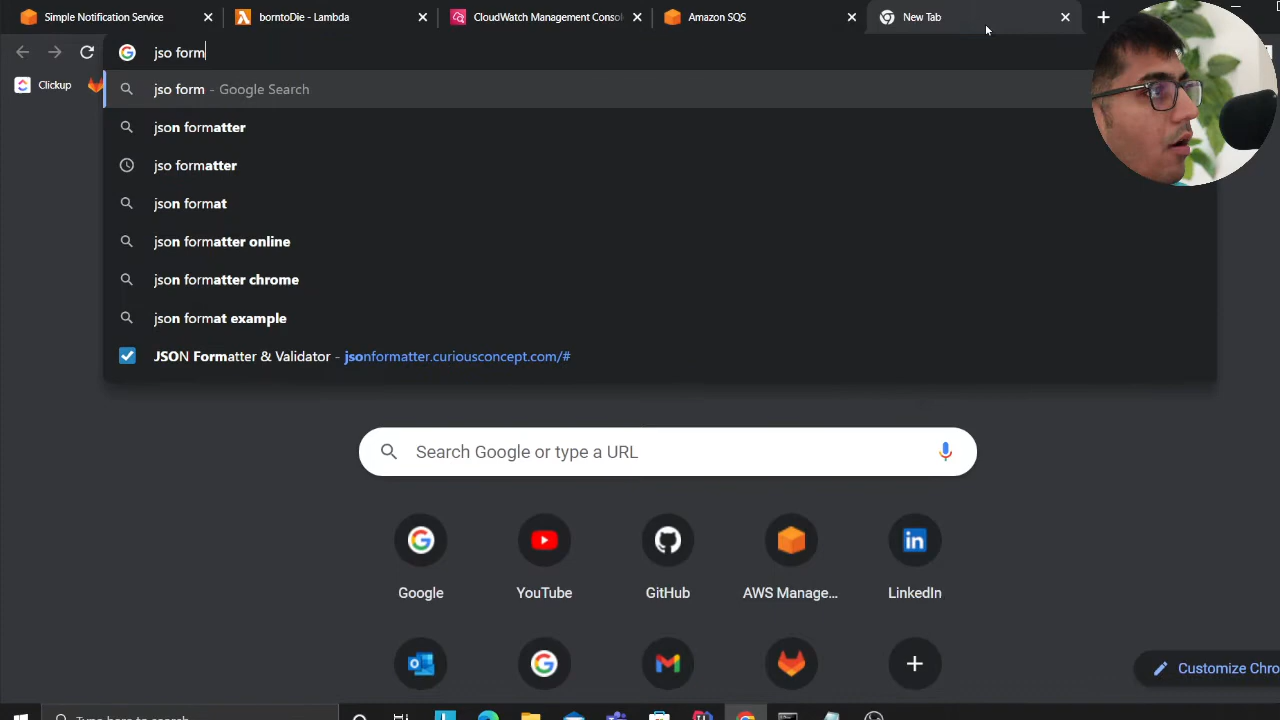 Simple Notification Service
borntoDie - Lambda
CloudWatch Management Consol
Amazon SQS
New Tab
jso form
Clickup
jso form - Google Search
json formatter
jso formatter
json format
json formatter online
json formatter chrome
json format example
JSON Formatter & Validator - jsonformatter.curiousconcept.com/#
Search Google or type a URL
Google
YouTube
GitHub
AWS Manage...
LinkedIn
Customize Chro
Type here to search